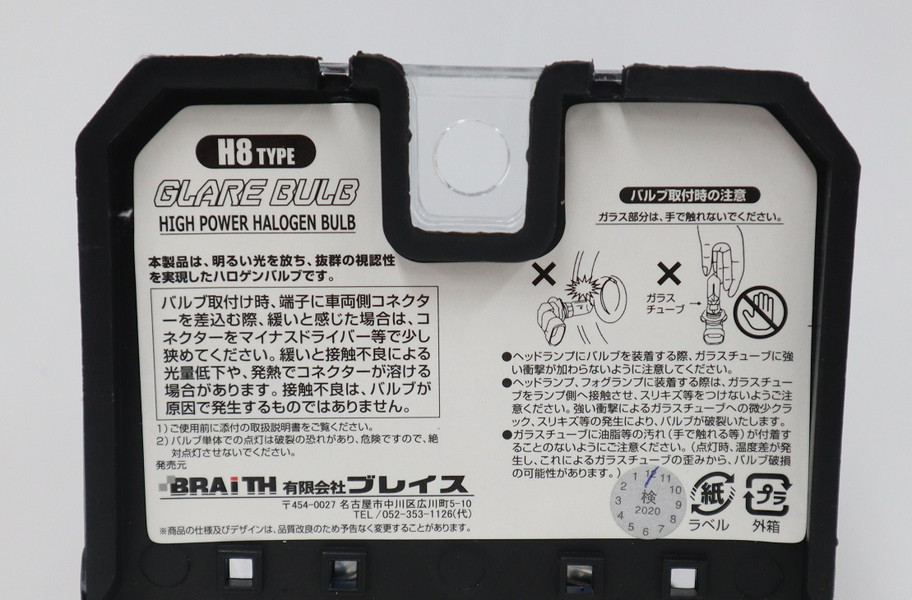 H8 TYPE
GLARE BULB
HIGH POWER HALOGEN BULB
本製品は、明るい光を放ち、抜群の視認性
を実現したハロゲンバルブです。
バルブ取付け時、端子に車両側コネクタ
ーを差込む際、緩いと感じた場合は、コ
ネクターをマイナスドライバー等で少し
狭めてください。緩いと接触不良による
光量低下や、発熱でコネクターが溶ける
場合があります。接触不良は、バルブが
原因で発生するものではありません。
1）ご使用前に添付の取扱説明書をご覧ください。
2）バルブ単体での点灯は破裂の恐れがあり、危険ですので、絶
対点灯させないでください。
発売元
BRAiTH 有限会社ブレイス
〒454-0027 名古屋市中川区広川町5-10
TEL/052-353-1126(代)
※商品の仕様及びデザインは、品質改良のため予告なく変更することがあります。
バルブ取付時の注意
ガラス部分は、手で触れないでください。
ガラス
チューブ
●ヘッドランプにバルブを装着する際、ガラスチューブに強
い衝撃が加わらないように注意してください。
●ヘッドランプ、フォグランプに装着する際は、ガラスチュー
ブをランプ側へ接触させ、スリキズ等をつけないようご注
意ください。強い衝撃によるガラスチューブへの微少クラ
ック、スリキズ等の発生により、バルブが破裂いたします。
●ガラスチューブに油脂等の汚れ（手で触れる等）が付着す
ることのないようにご注意ください。（点灯時、温度差が発
生し、これによるガラスチューブの歪みから、バルブ破損
の可能性があります。）
1 12 11
2 10
3 検 9
4 2020 8
5 6 7
紙
ラベル
プラ
外箱